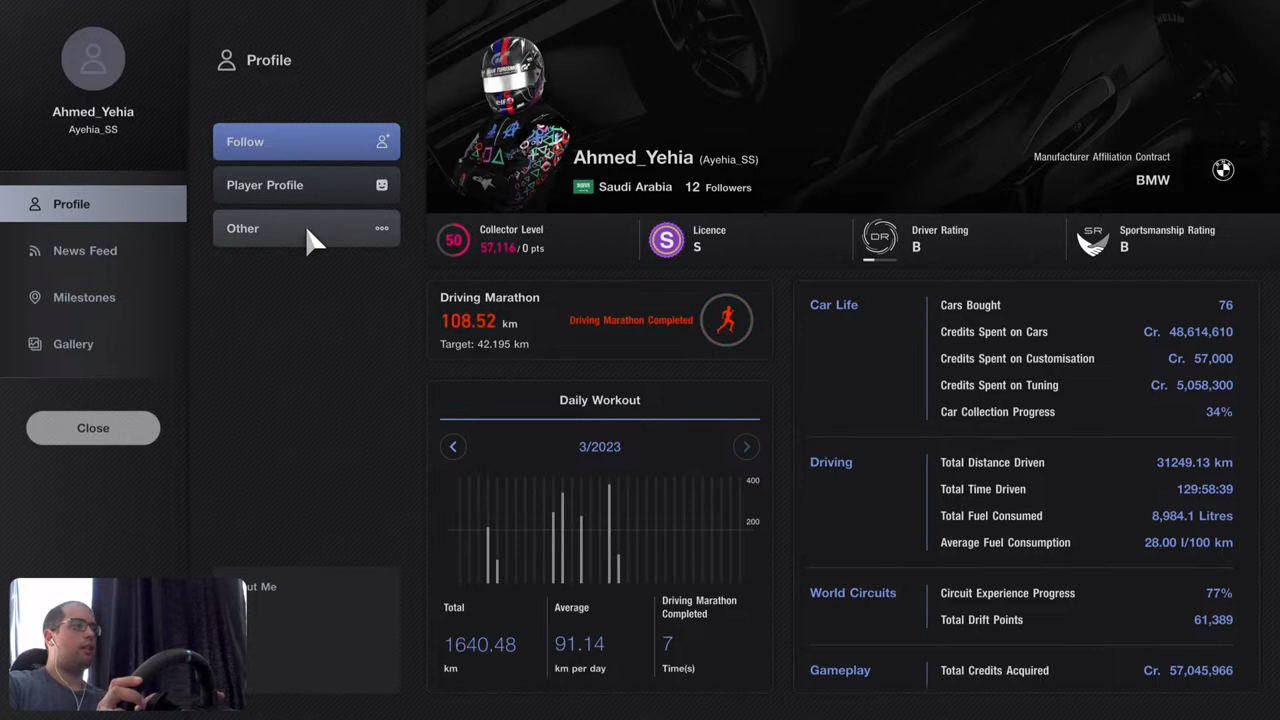 Ahmed_Yehia
Ayehia_SS
Profile
News Feed
Milestones
Gallery
Close
Profile
Follow
Player Profile
Other
ut Me
Ahmed_Yehia (Ayehia_SS)
Saudi Arabia 12 Followers
Manufacturer Affiliation Contract
BMW
50
Collector Level
57,116 / 0 pts
S
Licence
S
DR
Driver Rating
B
SR
Sportsmanship Rating
B
Driving Marathon
108.52 km
Driving Marathon Completed
Target: 42.195 km
Daily Workout
3/2023
400
200
Total
1640.48
km
Average
91.14
km per day
Driving Marathon
Completed
7
Time(s)
Car Life
Cars Bought 76
Credits Spent on Cars Cr. 48,614,610
Credits Spent on Customisation Cr. 57,000
Credits Spent on Tuning Cr. 5,058,300
Car Collection Progress 34%
Driving
Total Distance Driven 31249.13 km
Total Time Driven 129:58:39
Total Fuel Consumed 8,984.1 Litres
Average Fuel Consumption 28.00 l/100 km
World Circuits
Circuit Experience Progress 77%
Total Drift Points 61,389
Gameplay
Total Credits Acquired Cr. 57,045,966